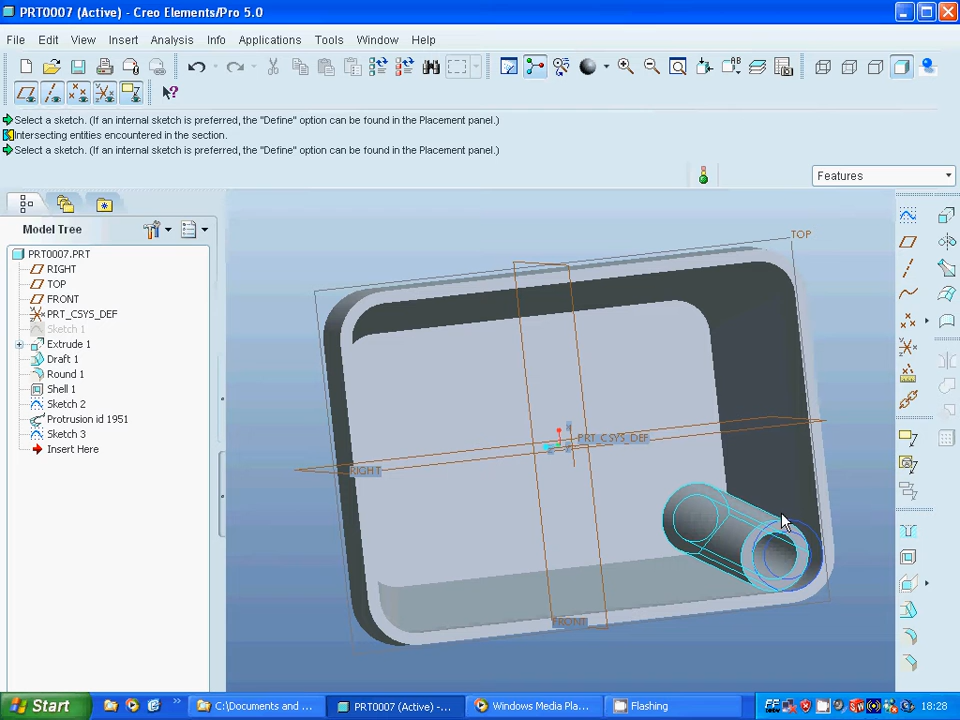 PRT0007 (Active) - Creo Elements/Pro 5.0
File Edit View Insert Analysis Info Applications Tools Window Help
Select a sketch. (If an internal sketch is preferred, the "Define" option can be found in the Placement panel.)
Intersecting entities encountered in the section.
Select a sketch. (If an internal sketch is preferred, the "Define" option can be found in the Placement panel.)
Features
Model Tree
PRT0007.PRT
RIGHT
TOP
FRONT
PRT_CSYS_DEF
Sketch 1
Extrude 1
Draft 1
Round 1
Shell 1
Sketch 2
Protrusion id 1951
Sketch 3
Insert Here
TOP
PRT_CSYS_DEF
RIGHT
FRONT
Start C:\Documents and ... PRT0007 (Active) -... Windows Media Pla... Flashing 18:28